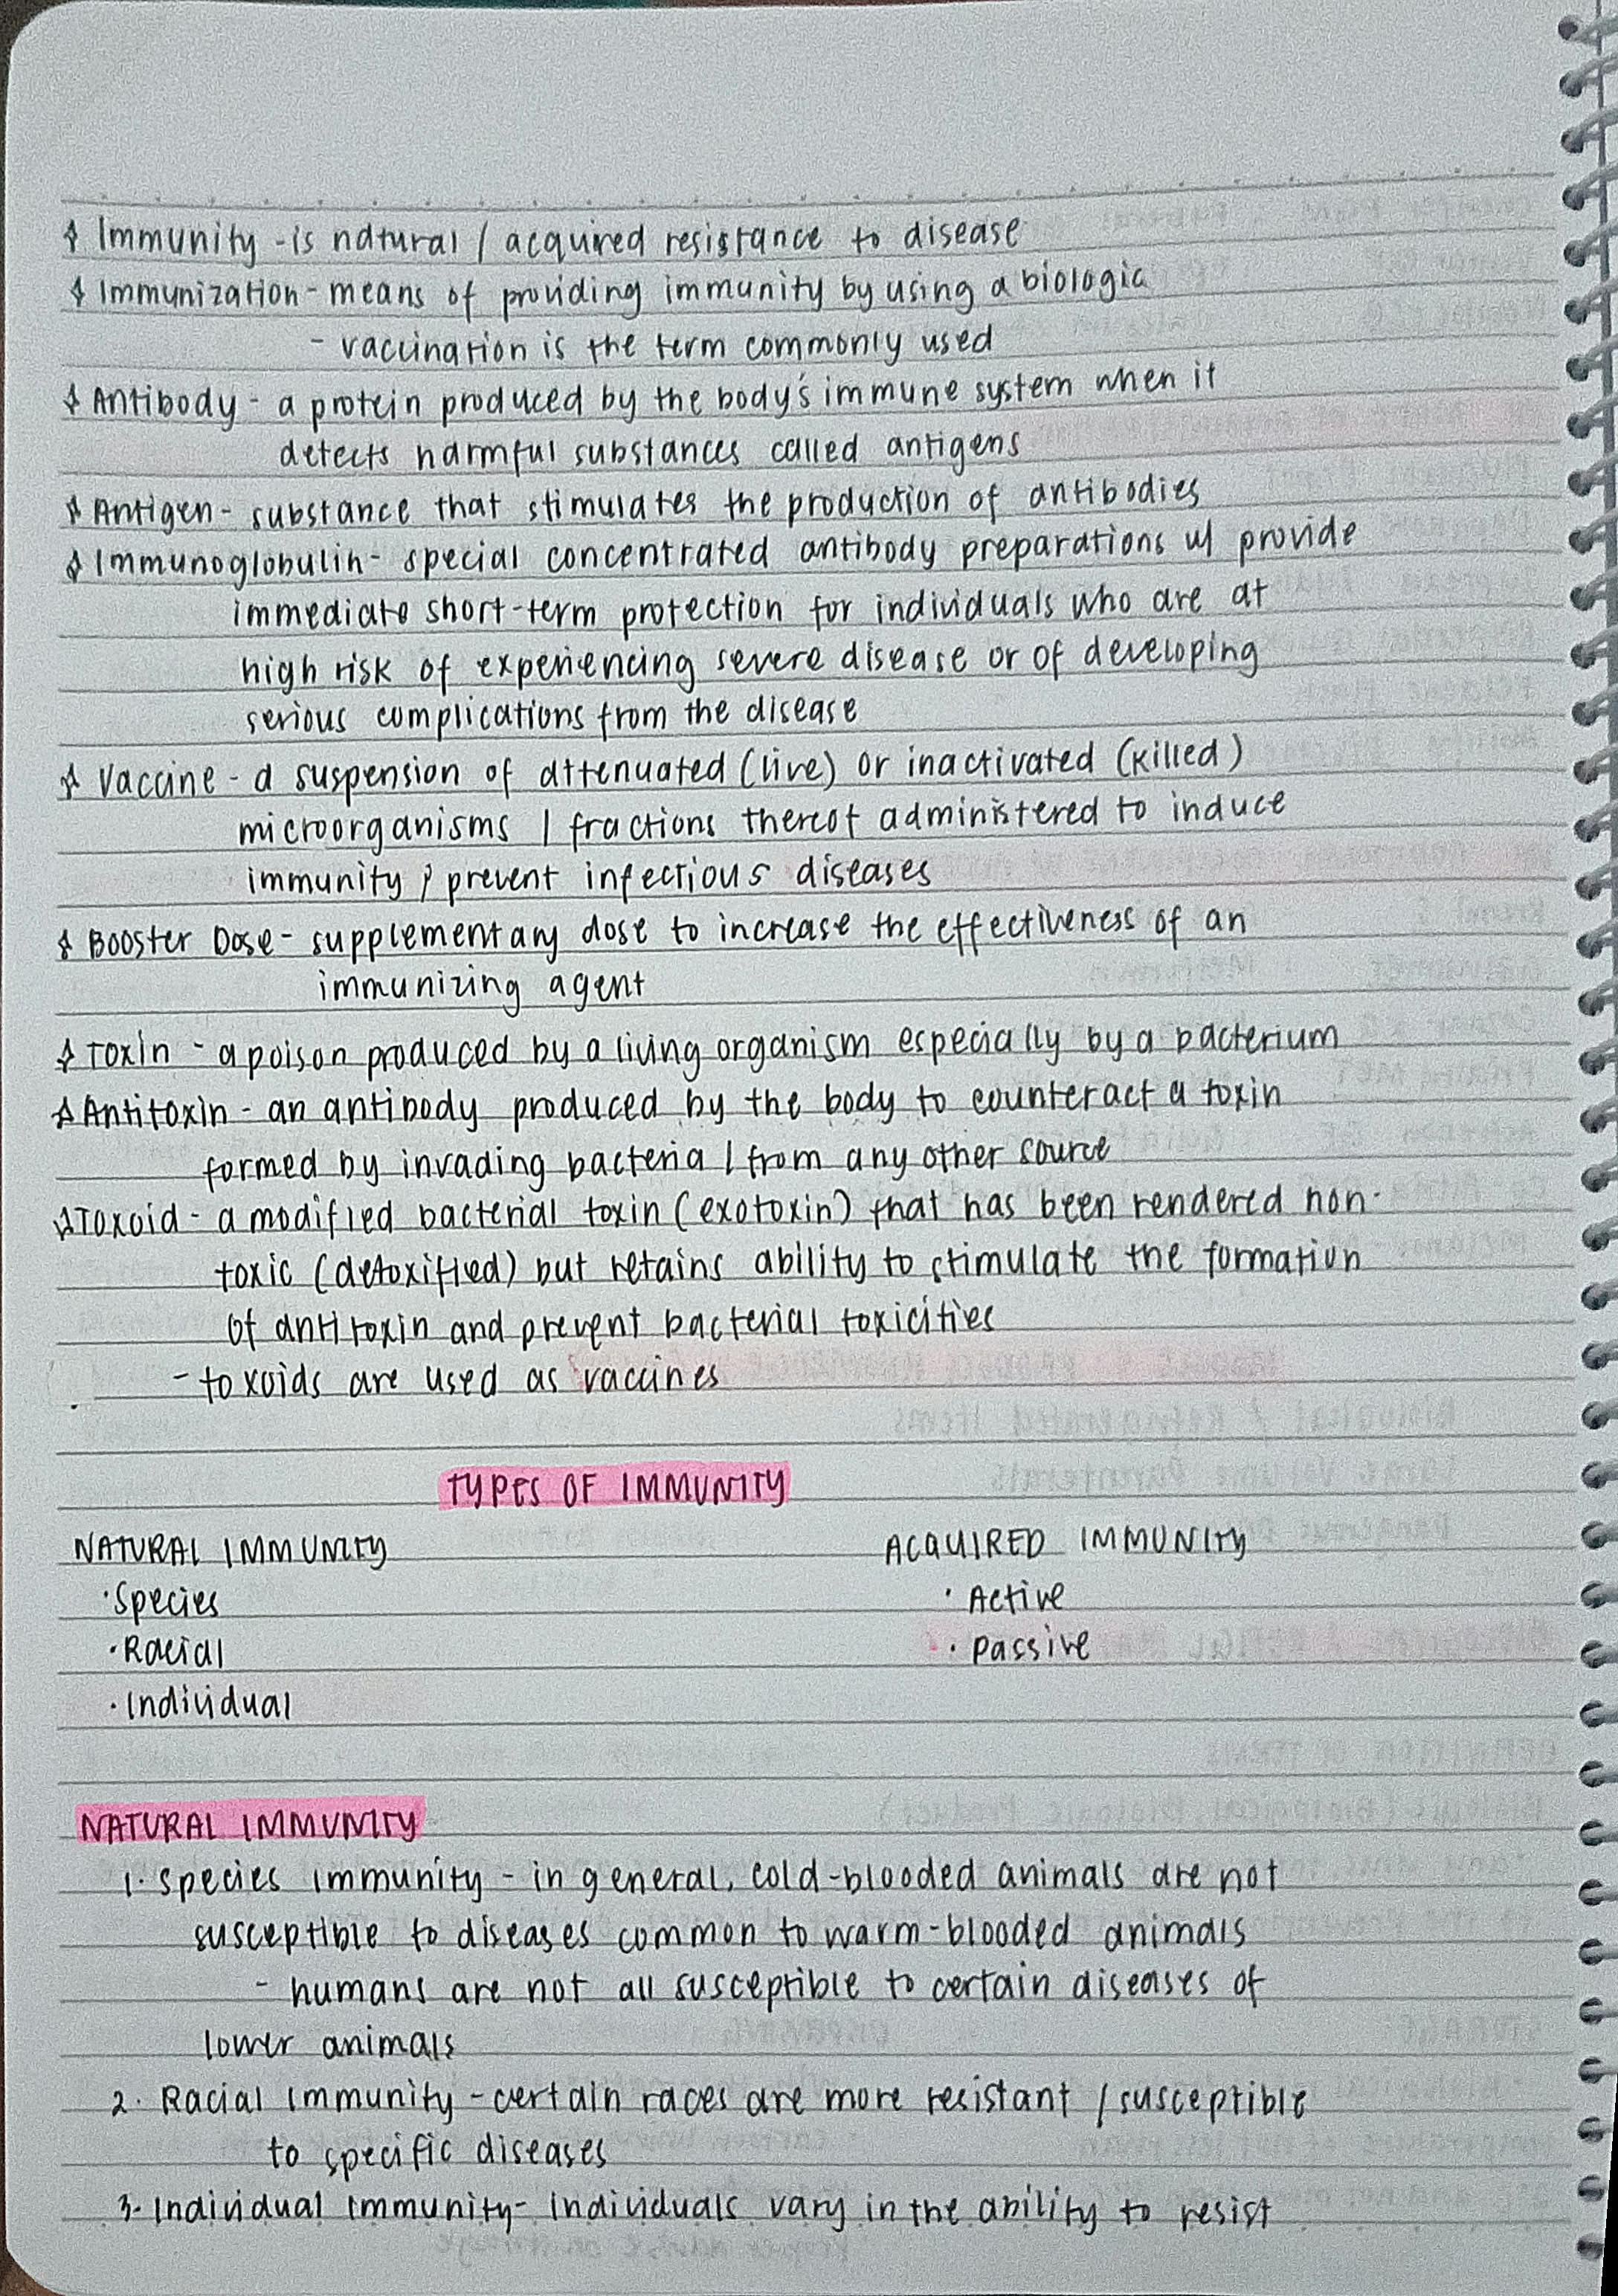 ☆ Immunity - is natural / acquired resistance to disease
☆ Immunization - means of providing immunity by using a biologic
- vaccination is the term commonly used
☆ Antibody - a protein produced by the body's immune system when it
detects harmful substances called antigens
☆ Antigen - substance that stimulates the production of antibodies
☆ Immunoglobulin - special concentrated antibody preparations w/ provide
immediate short-term protection for individuals who are at
high risk of experiencing severe disease or of developing
serious complications from the disease
☆ Vaccine - a suspension of attenuated (live) or inactivated (killed)
microorganisms / fractions thereof administered to induce
immunity ; prevent infectious diseases
☆ Booster Dose - supplementary dose to increase the effectiveness of an
immunizing agent
☆ Toxin - a poison produced by a living organism especially by a bacterium
☆ Antitoxin - an antibody produced by the body to counteract a toxin
formed by invading bacteria / from any other source
☆ Toxoid - a modified bacterial toxin (exotoxin) that has been rendered non-
toxic (detoxified) but retains ability to stimulate the formation
of antitoxin and prevent bacterial toxicities
- toxoids are used as vaccines
TYPES OF IMMUNITY
NATURAL IMMUNITY ACQUIRED IMMUNITY
· Species · Active
· Racial · Passive
· Individual
NATURAL IMMUNITY
1. Species Immunity - in general, cold-blooded animals are not
susceptible to diseases common to warm-blooded animals
- humans are not all susceptible to certain diseases of
lower animals
2. Racial Immunity - certain races are more resistant / susceptible
to specific diseases
3. Individual Immunity - individuals vary in the ability to resist